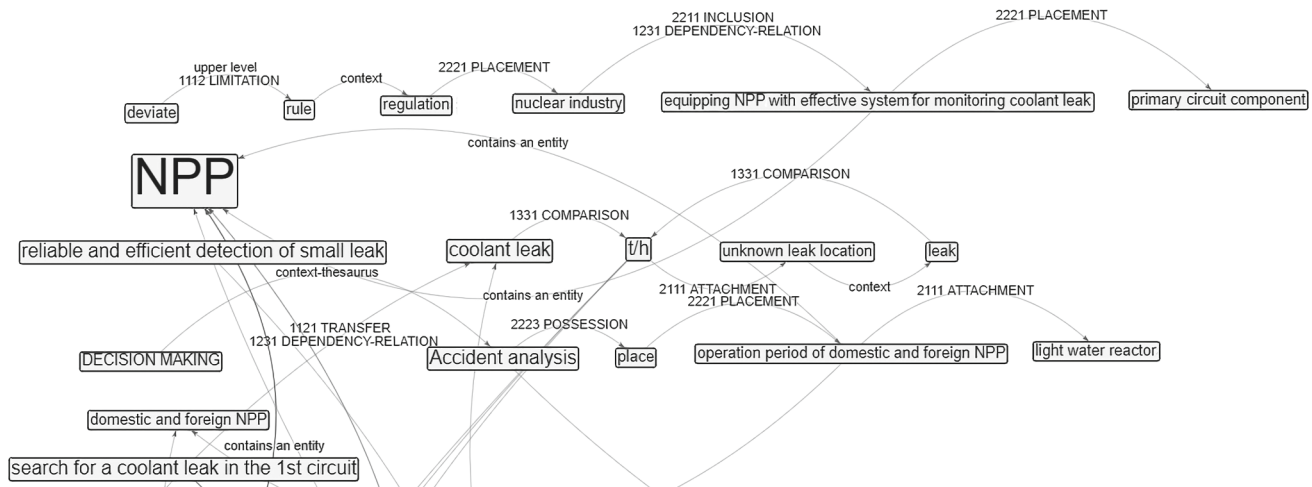 2211 INCLUSION
1231 DEPENDENCY-RELATION
2221 PLACEMENT
upper level
1112 LIMITATION
context
2221 PLACEMENT
deviate
rule
regulation
nuclear industry
equipping NPP with effective system for monitoring coolant leak
primary circuit component
contains an entity
NPP
1331 COMPARISON
1331 COMPARISON
reliable and efficient detection of small leak
coolant leak
t/h
unknown leak location
leak
context-thesaurus
contains an entity
2111 ATTACHMENT
2221 PLACEMENT
context
2111 ATTACHMENT
1121 TRANSFER
1231 DEPENDENCY-RELATION
2223 POSSESSION
DECISION MAKING
Accident analysis
place
operation period of domestic and foreign NPP
light water reactor
domestic and foreign NPP
contains an entity
search for a coolant leak in the 1st circuit